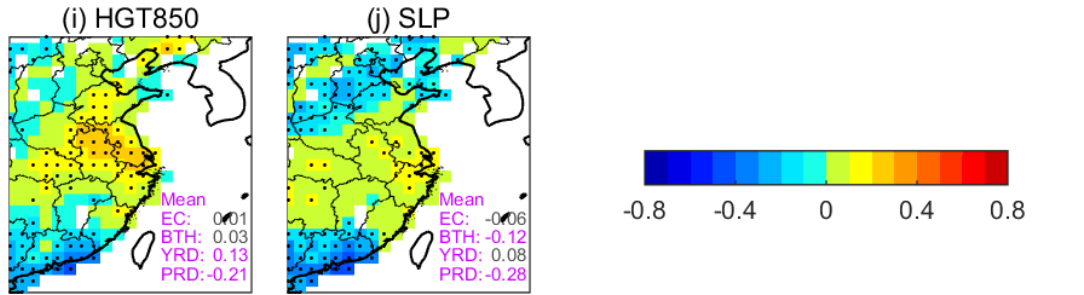 (i) HGT850
Mean
EC: 0.01
BTH: 0.03
YRD: 0.13
PRD:-0.21
(j) SLP
Mean
EC: -0.06
BTH: -0.12
YRD: 0.08
PRD:-0.28
-0.8 -0.4 0 0.4 0.8